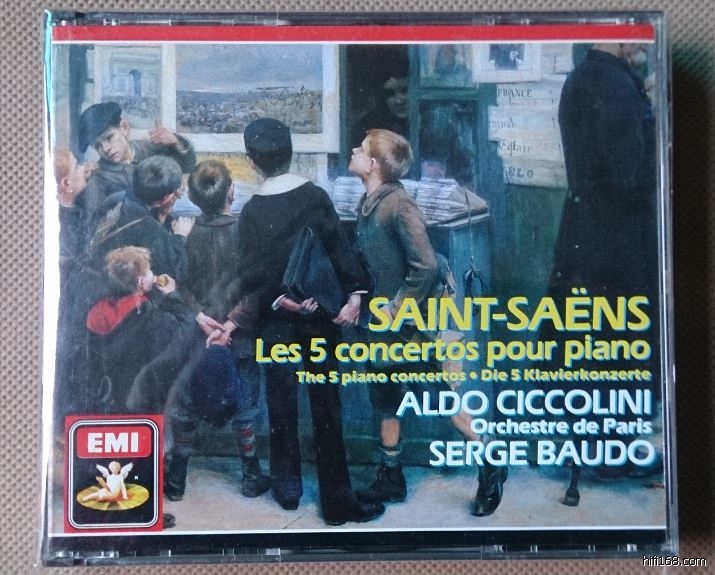 FRANCE
SAINT-SAËNS
Les 5 concertos pour piano
The 5 piano concertos • Die 5 Klavierkonzerte
ALDO CICCOLINI
Orchestre de Paris
SERGE BAUDO
EMI
hifi168.com